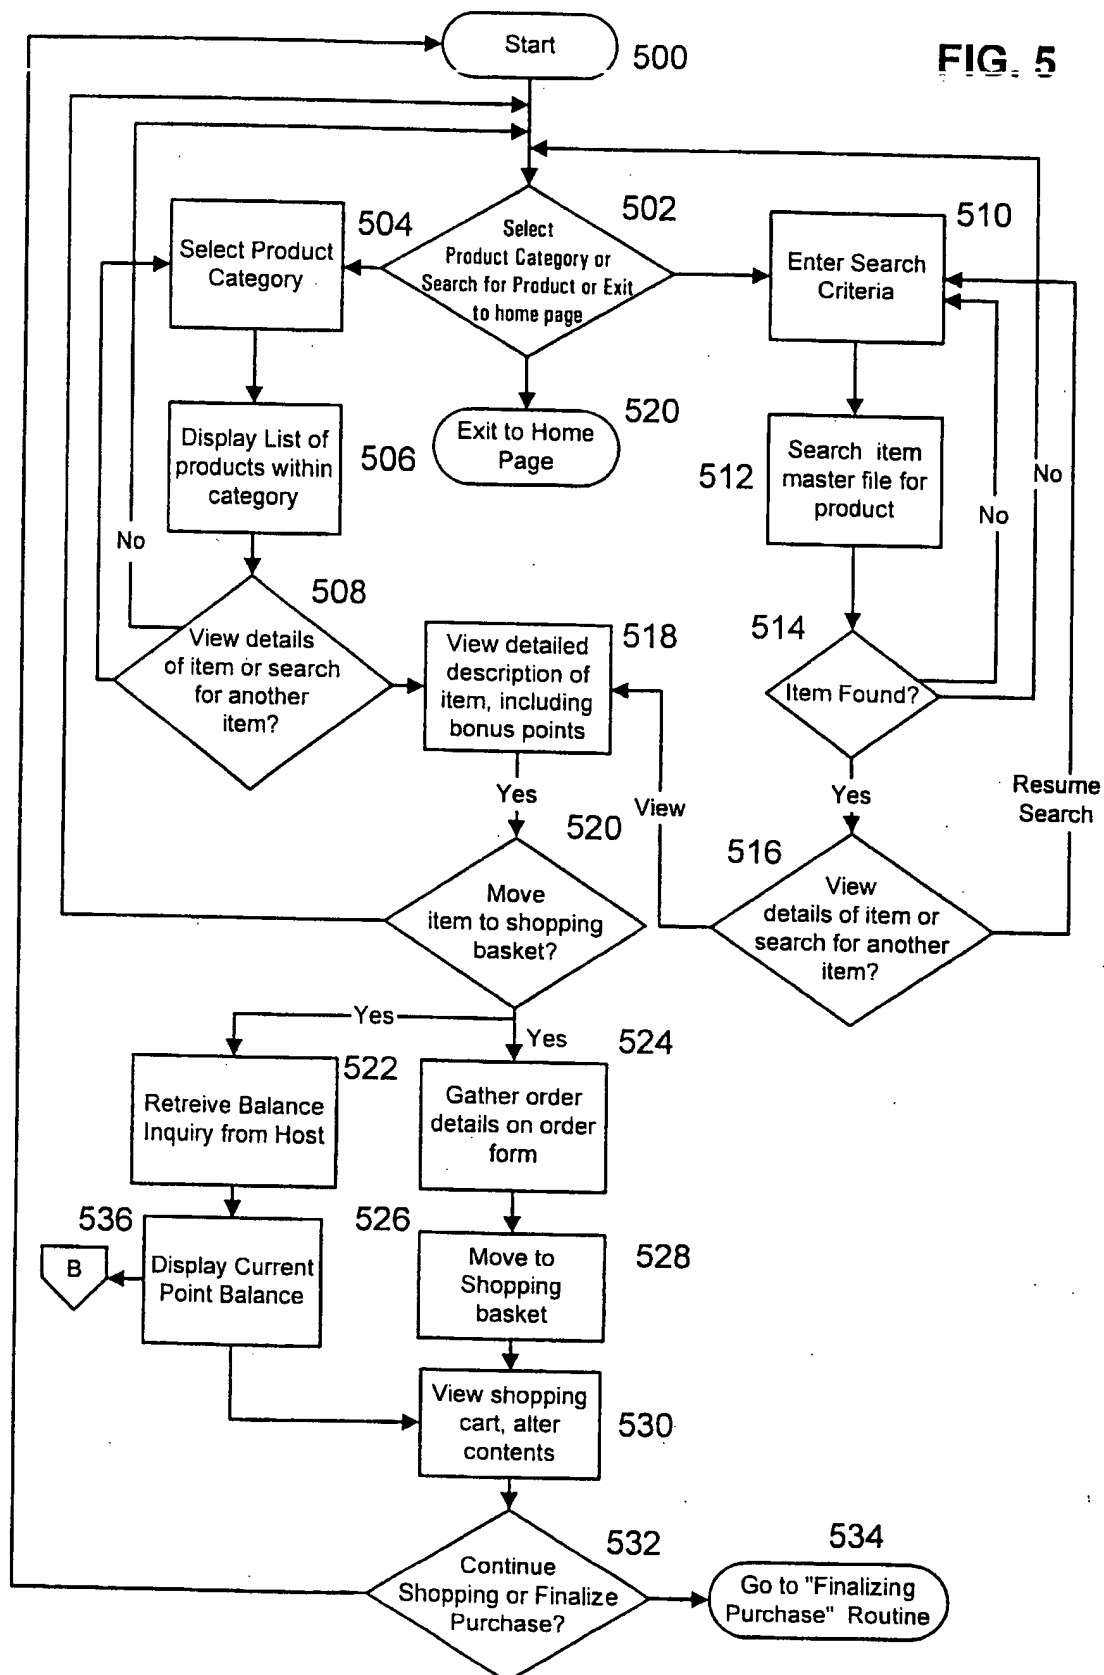 Start
500
FIG. 5
504
502
510
Select Product
Category
Select
Product Category or
Search for Product or Exit
to home page
Enter Search
Criteria
520
Exit to Home
Page
Display List of
products within
category
506
512
Search item
master file for
product
No
No
No
508
View details
of item or search
for another
item?
518
View detailed
description of
item, including
bonus points
514
Item Found?
Yes
View
Yes
Resume
Search
520
Move
item to shopping
basket?
516
View
details of item or
search for another
item?
Yes
Yes
522
524
Retreive Balance
Inquiry from Host
Gather order
details on order
form
536
526
B
Display Current
Point Balance
Move to
Shopping
basket
528
View shopping
cart, alter
contents
530
532
Continue
Shopping or Finalize
Purchase?
534
Go to "Finalizing
Purchase" Routine